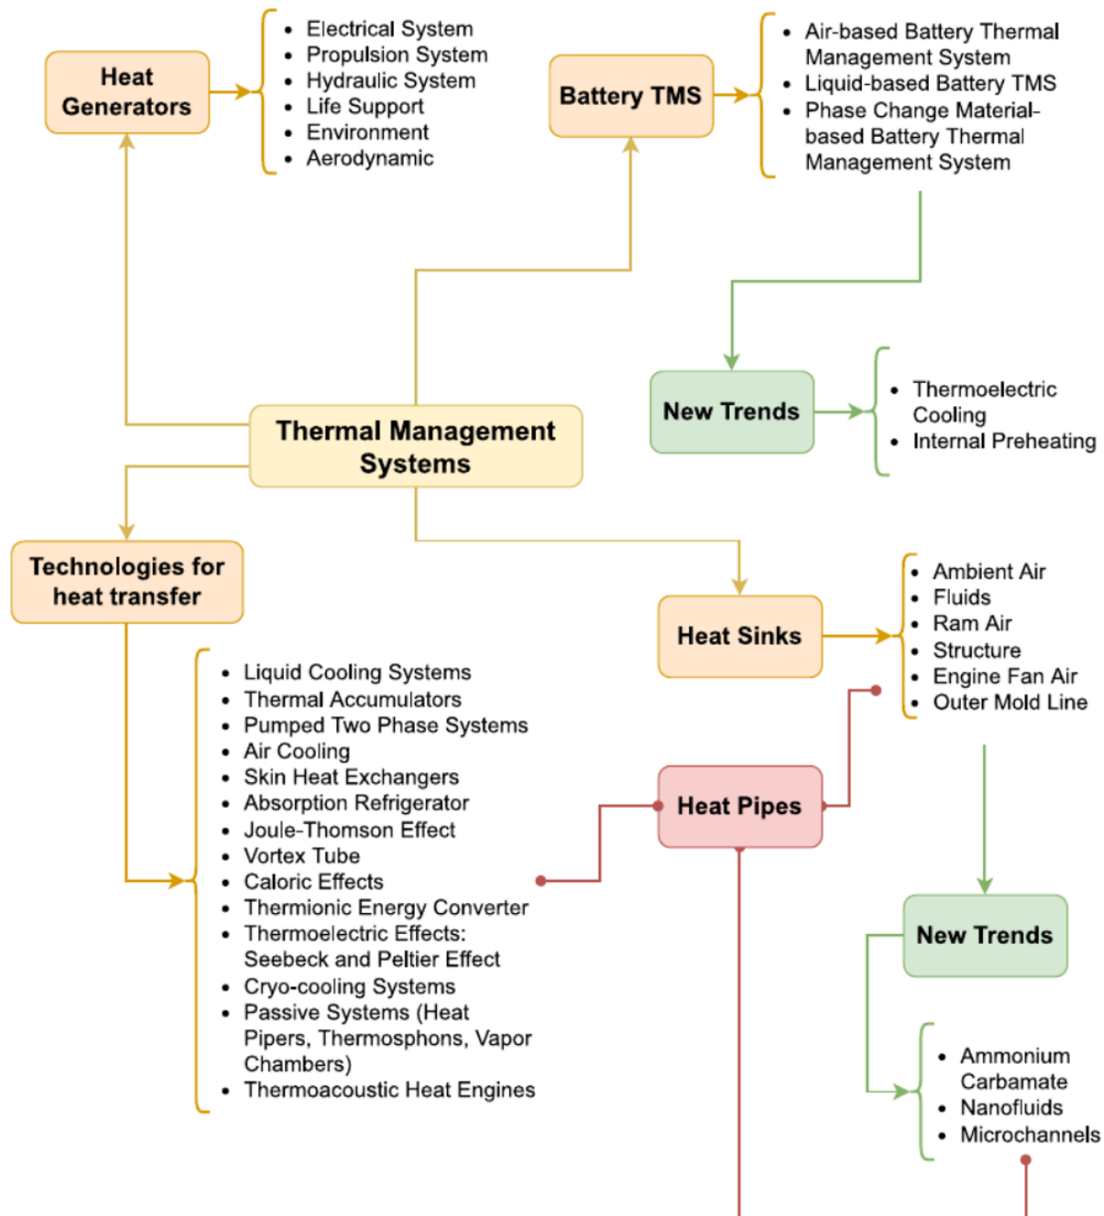 Heat
Generators
• Electrical System
• Propulsion System
• Hydraulic System
• Life Support
• Environment
• Aerodynamic
Battery TMS
• Air-based Battery Thermal
Management System
• Liquid-based Battery TMS
• Phase Change Material-
based Battery Thermal
Management System
New Trends
• Thermoelectric
Cooling
• Internal Preheating
Thermal Management
Systems
Technologies for
heat transfer
• Liquid Cooling Systems
• Thermal Accumulators
• Pumped Two Phase Systems
• Air Cooling
• Skin Heat Exchangers
• Absorption Refrigerator
• Joule-Thomson Effect
• Vortex Tube
• Caloric Effects
• Thermionic Energy Converter
• Thermoelectric Effects:
Seebeck and Peltier Effect
• Cryo-cooling Systems
• Passive Systems (Heat
Pipers, Thermosphons, Vapor
Chambers)
• Thermoacoustic Heat Engines
Heat Sinks
• Ambient Air
• Fluids
• Ram Air
• Structure
• Engine Fan Air
• Outer Mold Line
Heat Pipes
New Trends
• Ammonium
Carbamate
• Nanofluids
• Microchannels